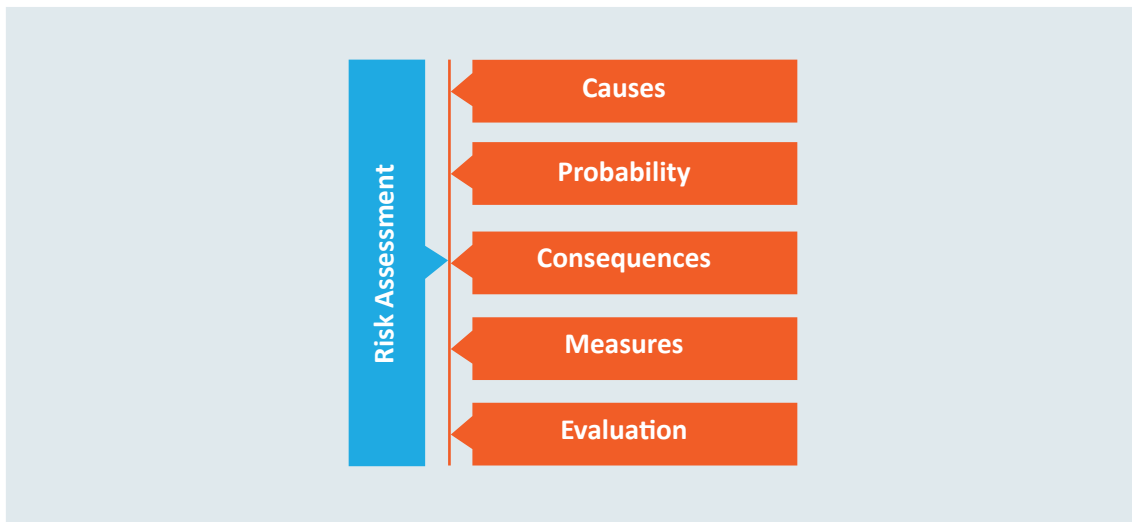 Risk Assessment
Causes
Probability
Consequences
Measures
Evaluation